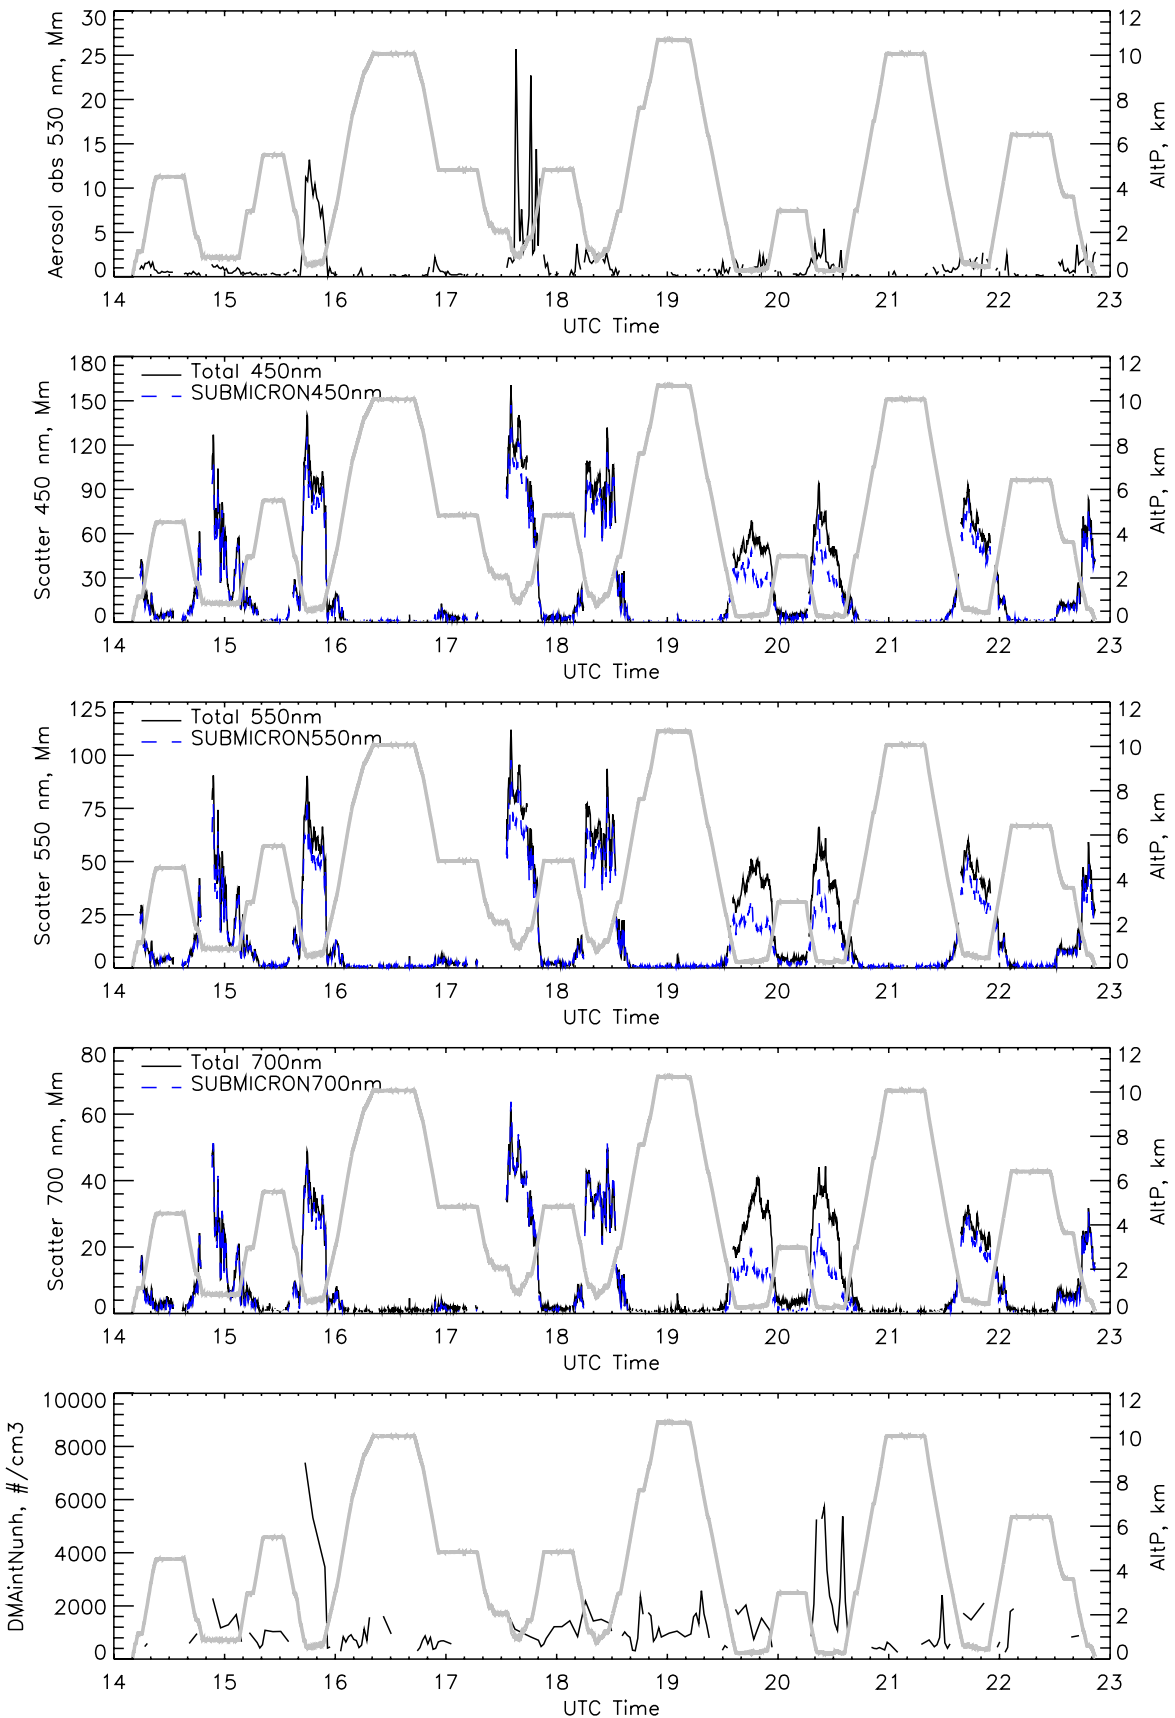 Aerosol abs 530 nm, Mm
30
25
20
15
10
5
0
12
10
8
6
4
2
0
AltP, km
14 15 16 17 18 19 20 21 22 23
UTC Time
Scatter 450 nm, Mm
180
150
120
90
60
30
0
Total 450nm
SUBMICRON450nm
12
10
8
6
4
2
0
AltP, km
14 15 16 17 18 19 20 21 22 23
UTC Time
Scatter 550 nm, Mm
125
100
75
50
25
0
Total 550nm
SUBMICRON550nm
12
10
8
6
4
2
0
AltP, km
14 15 16 17 18 19 20 21 22 23
UTC Time
Scatter 700 nm, Mm
80
60
40
20
0
Total 700nm
SUBMICRON700nm
12
10
8
6
4
2
0
AltP, km
14 15 16 17 18 19 20 21 22 23
UTC Time
DMAintNunh, #/cm3
10000
8000
6000
4000
2000
0
12
10
8
6
4
2
0
AltP, km
14 15 16 17 18 19 20 21 22 23
UTC Time